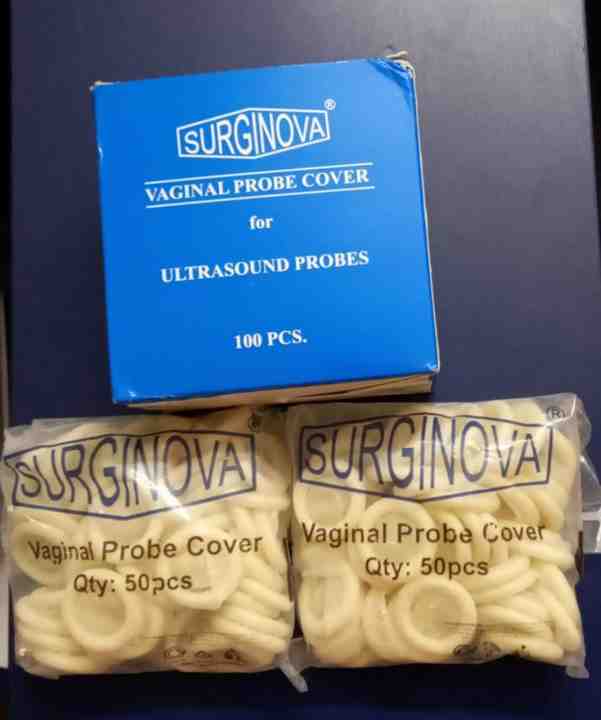 SURGINOVA®
VAGINAL PROBE COVER
for
ULTRASOUND PROBES
100 PCS.
SURGINOVA®
Vaginal Probe Cover
Qty: 50pcs
SURGINOVA®
Vaginal Probe Cover
Qty: 50pcs